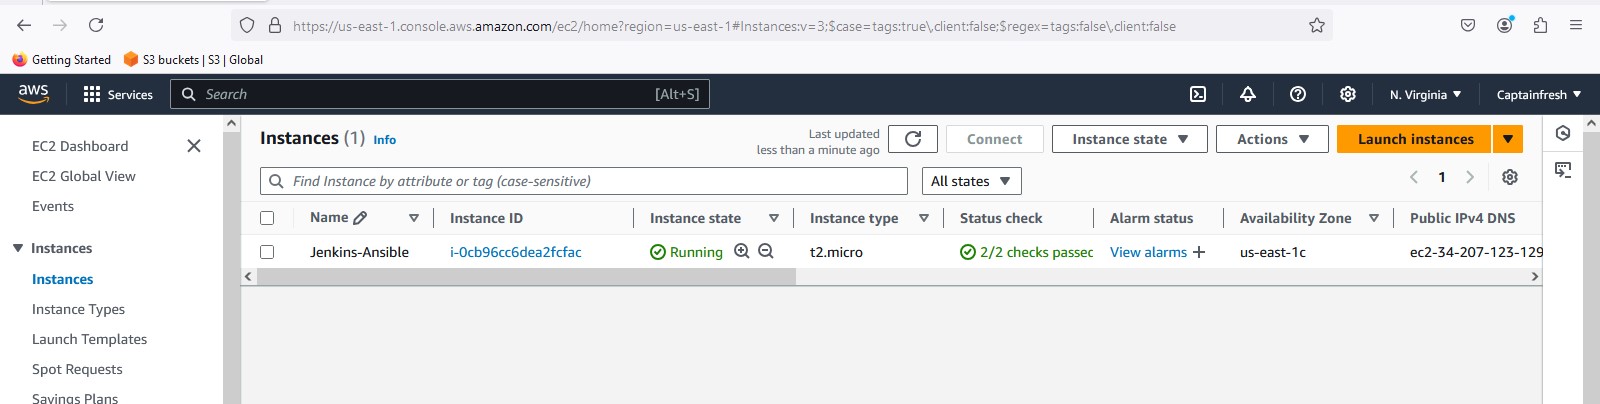 https://us-east-1.console.aws.amazon.com/ec2/home?region=us-east-1#Instances:v=3;$case=tags:true\,client:false;$regex=tags:false\,client:false
Getting Started S3 buckets | S3 | Global
aws Services Search [Alt+S] N. Virginia Captainfresh
EC2 Dashboard
EC2 Global View
Events
Instances
Instances
Instance Types
Launch Templates
Spot Requests
Savings Plans
Instances (1) Info
Last updated
less than a minute ago
Connect Instance state Actions Launch instances
Find Instance by attribute or tag (case-sensitive) All states 1
Name Instance ID Instance state Instance type Status check Alarm status Availability Zone Public IPv4 DNS
Jenkins-Ansible i-0cb96cc6dea2fcfac Running t2.micro 2/2 checks passec View alarms + us-east-1c ec2-34-207-123-129